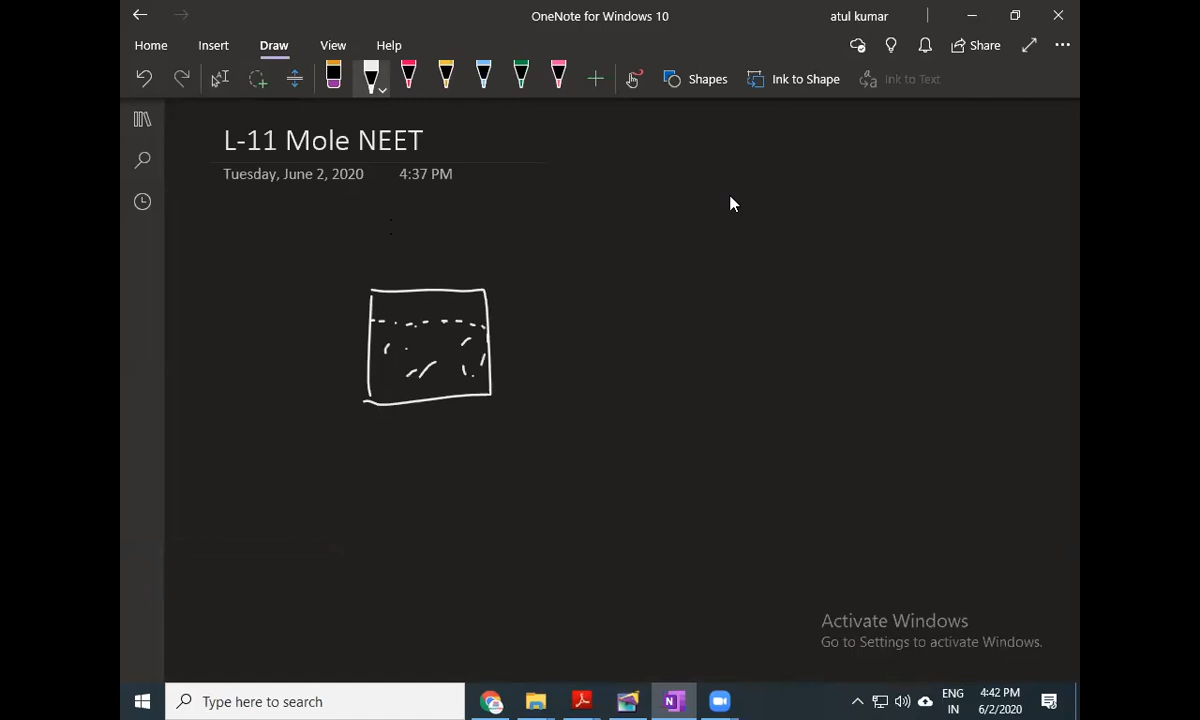 OneNote for Windows 10
atul kumar
Home Insert Draw View Help
Share
Shapes
Ink to Shape
Ink to Text
L-11 Mole NEET
Tuesday, June 2, 2020 4:37 PM
Activate Windows
Go to Settings to activate Windows.
Type here to search
ENG
IN
4:42 PM
6/2/2020